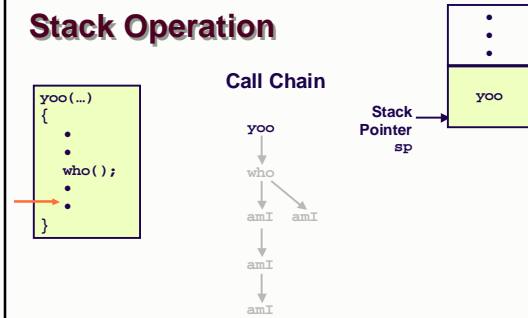 Stack Operation
yoo(…)
{
•
•
who();
•
•
}
Call Chain
yoo
who
amI amI
amI
amI
Stack
Pointer
sp
•
•
•
yoo